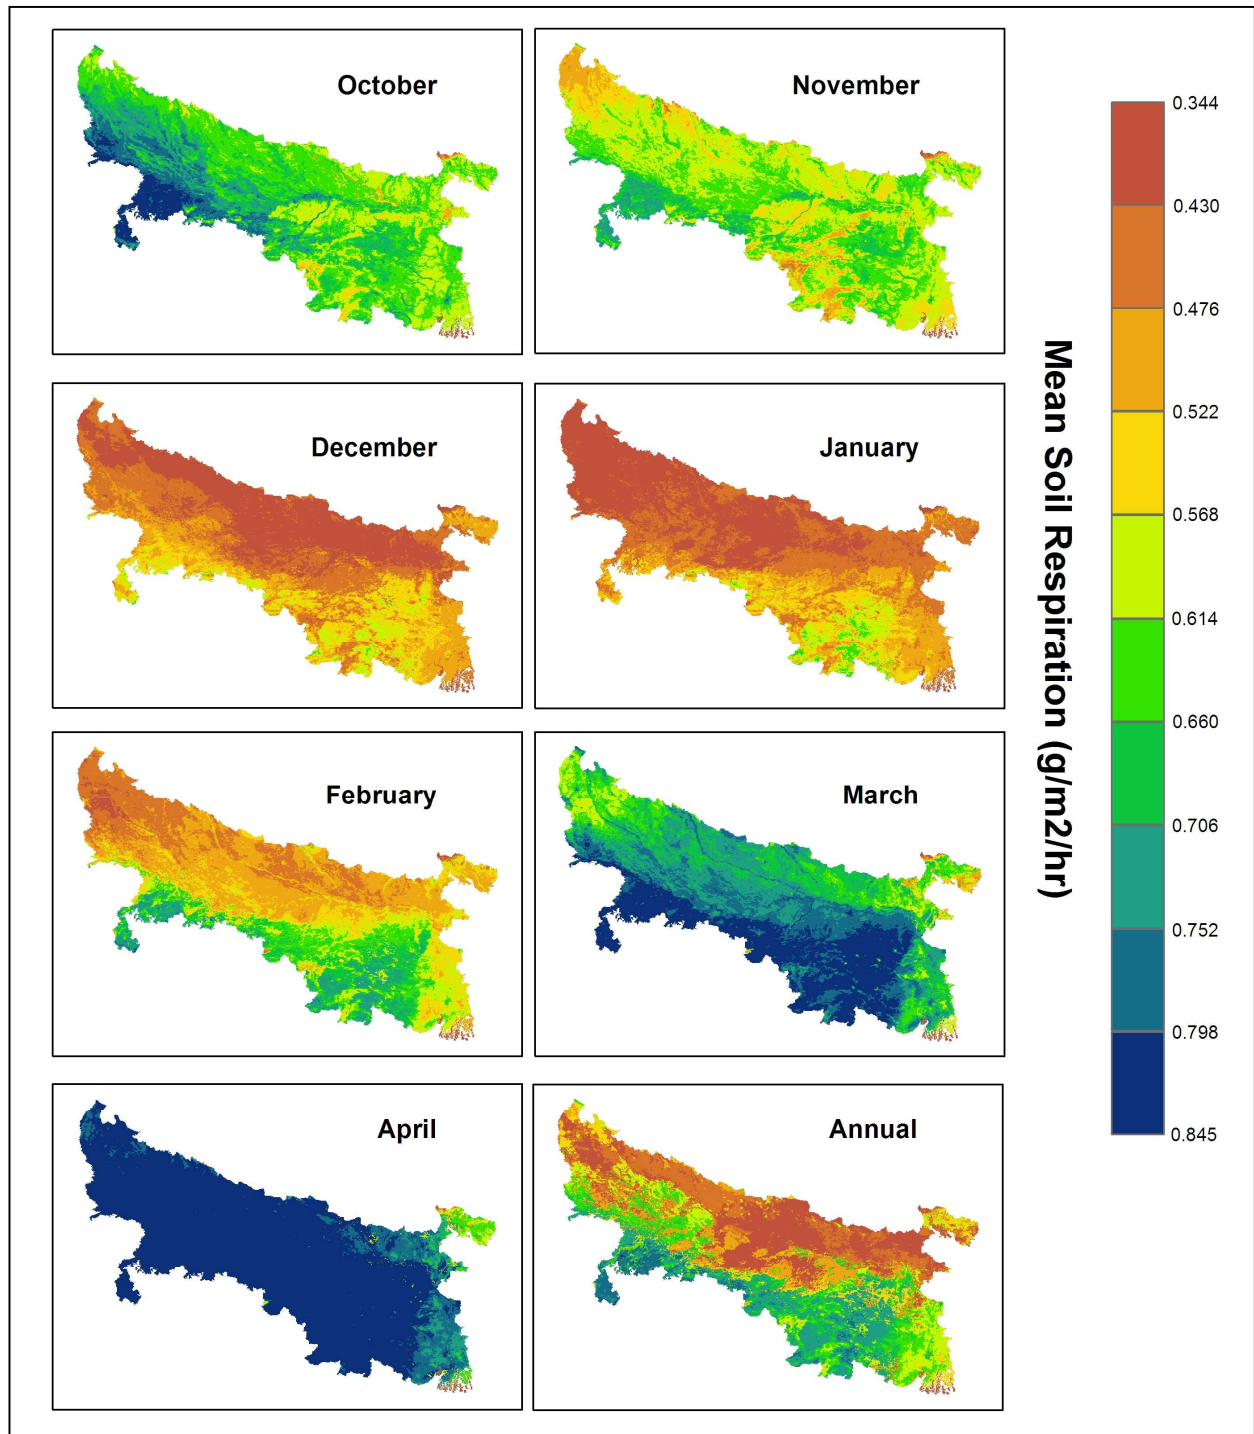 October
November
December
January
February
March
April
Annual
Mean Soil Respiration (g/m2/hr)
0.344
0.430
0.476
0.522
0.568
0.614
0.660
0.706
0.752
0.798
0.845